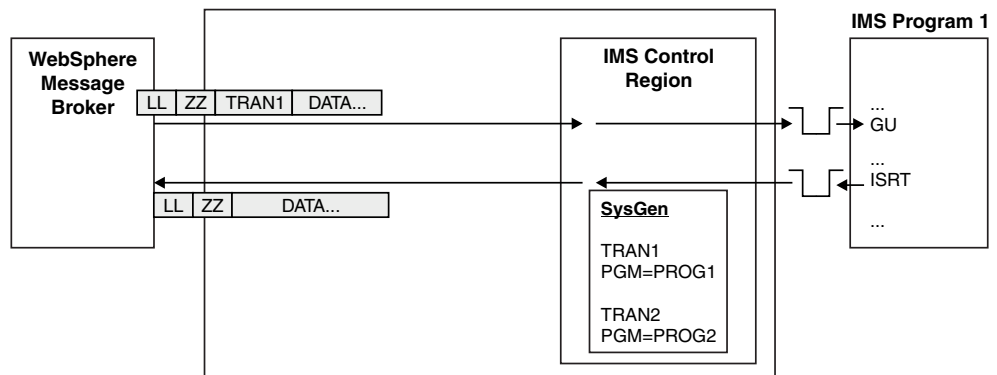 WebSphere
Message
Broker
LL ZZ TRAN1 DATA...
LL ZZ DATA...
IMS Control
Region
SysGen
TRAN1
PGM=PROG1
TRAN2
PGM=PROG2
IMS Program 1
...
GU
...
ISRT
...